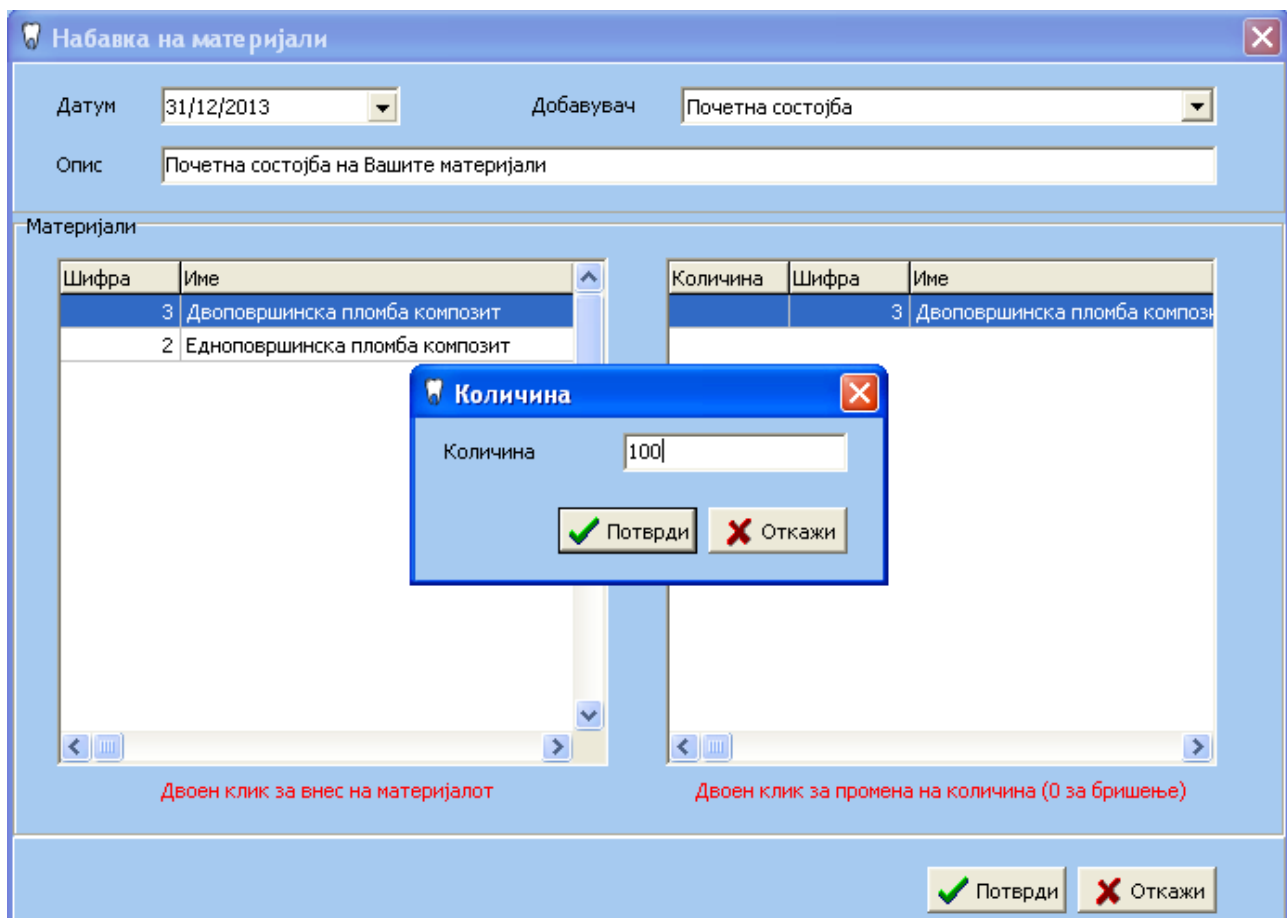 Набавка на материјали
Датум 31/12/2013 Добавувач Почетна состојба
Опис Почетна состојба на Вашите материјали
Материјали
Шифра Име Количина Шифра Име
3 Двоповршинска пломба композит 3 Двоповршинска пломба компози
2 Едноповршинска пломба композит
Количина
Количина 100
Потврди Откажи
Двоен клик за внес на материјалот Двоен клик за промена на количина (0 за бришење)
Потврди Откажи